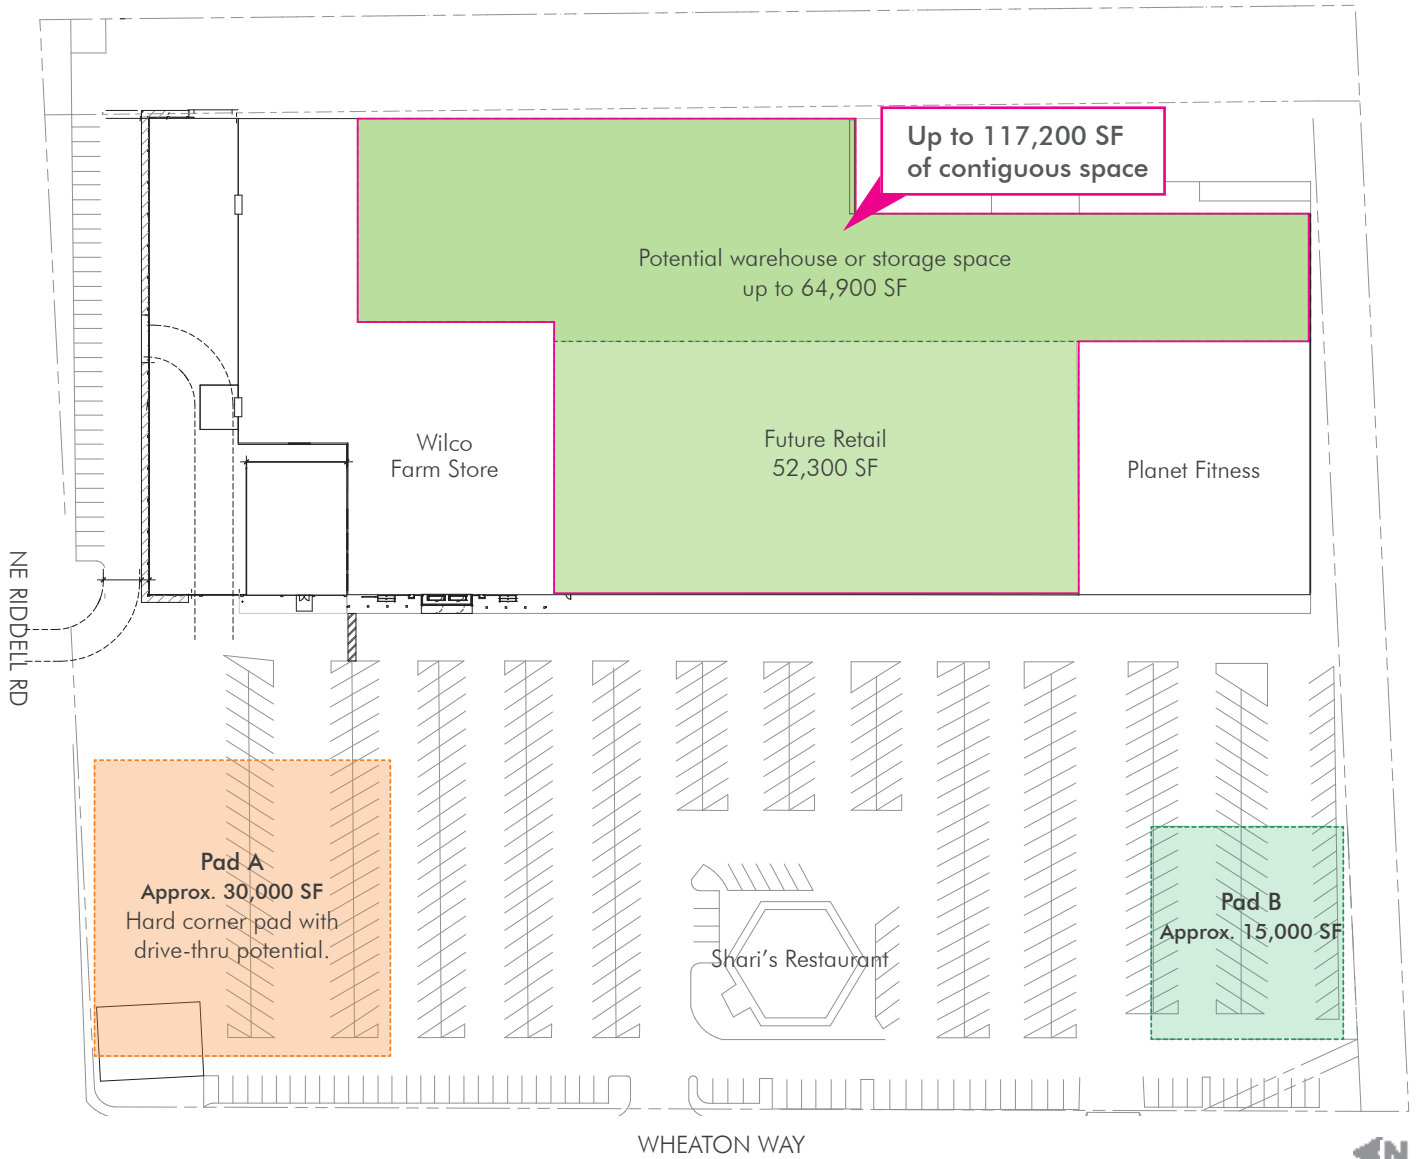 Up to 117,200 SF
of contiguous space
Potential warehouse or storage space
up to 64,900 SF
Wilco
Farm Store
Future Retail
52,300 SF
Planet Fitness
NE RIDDELL RD
Pad A
Approx. 30,000 SF
Hard corner pad with
drive-thru potential.
Pad B
Approx. 15,000 SF
Shari's Restaurant
WHEATON WAY
N